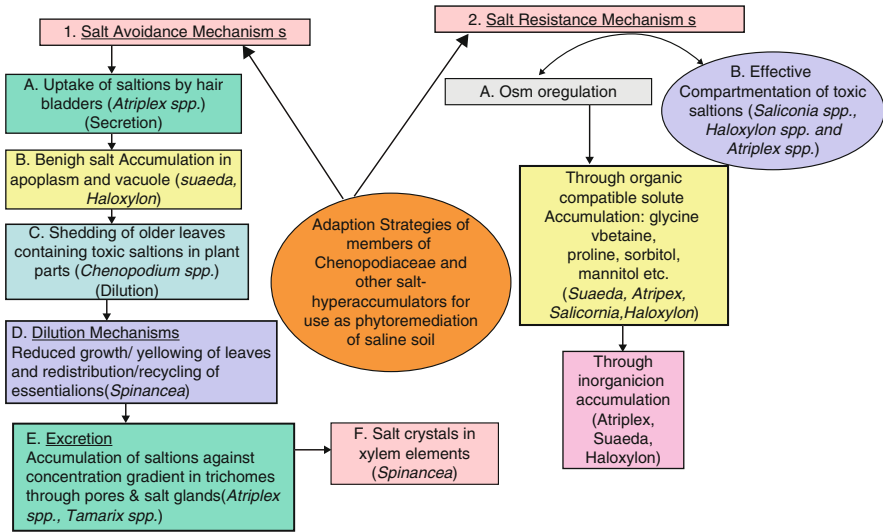 1. Salt Avoidance Mechanism s
A. Uptake of saltions by hair
bladders (Atriplex spp.)
(Secretion)
B. Benigh salt Accumulation in
apoplasm and vacuole (suaeda,
Haloxylon)
C. Shedding of older leaves
containing toxic saltions in plant
parts (Chenopodium spp.)
(Dilution)
D. Dilution Mechanisms
Reduced growth/ yellowing of leaves
and redistribution/recycling of
essentialions(Spinancea)
E. Excretion
Accumulation of saltions against
concentration gradient in trichomes
through pores & salt glands(Atriplex
spp., Tamarix spp.)
F. Salt crystals in
xylem elements
(Spinancea)
Adaption Strategies of
members of
Chenopodiaceae and
other salt-
hyperaccumulators for
use as phytoremediation
of saline soil
2. Salt Resistance Mechanism s
A. Osm oregulation
B. Effective
Compartmentation of toxic
saltions (Saliconia spp.,
Haloxylon spp. and
Atriplex spp.)
Through organic
compatible solute
Accumulation: glycine
vbetaine,
proline, sorbitol,
mannitol etc.
(Suaeda, Atripex,
Salicornia,Haloxylon)
Through
inorganicion
accumulation
(Atriplex,
Suaeda,
Haloxylon)